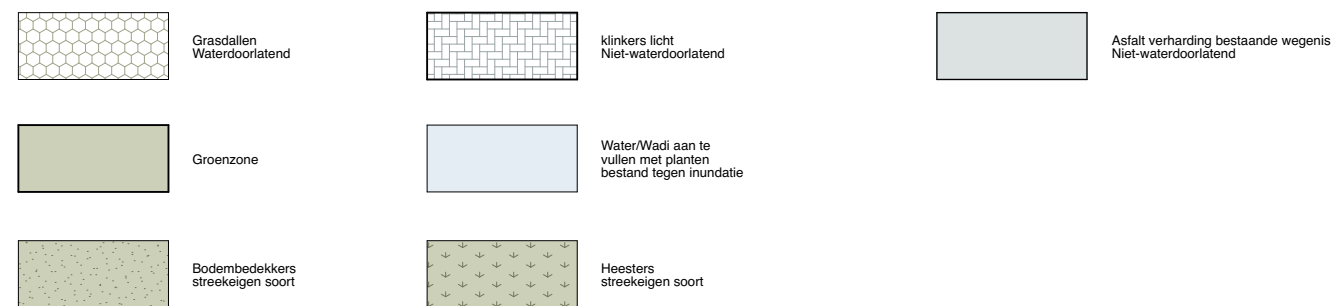 Grasdallen
Waterdoorlatend
klinkers licht
Niet-waterdoorlatend
Asfalt verharding bestaande wegenis
Niet-waterdoorlatend
Groenzone
Water/Wadi aan te
vullen met planten
bestand tegen inundatie
Bodembedekkers
streekeigen soort
Heesters
streekeigen soort